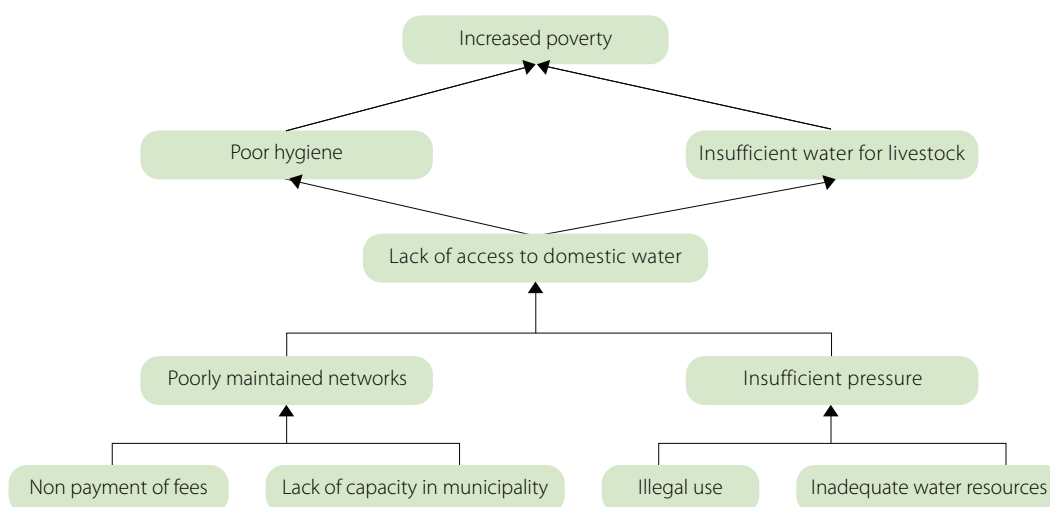 Increased poverty
Poor hygiene
Insufficient water for livestock
Lack of access to domestic water
Poorly maintained networks
Insufficient pressure
Non payment of fees
Lack of capacity in municipality
Illegal use
Inadequate water resources